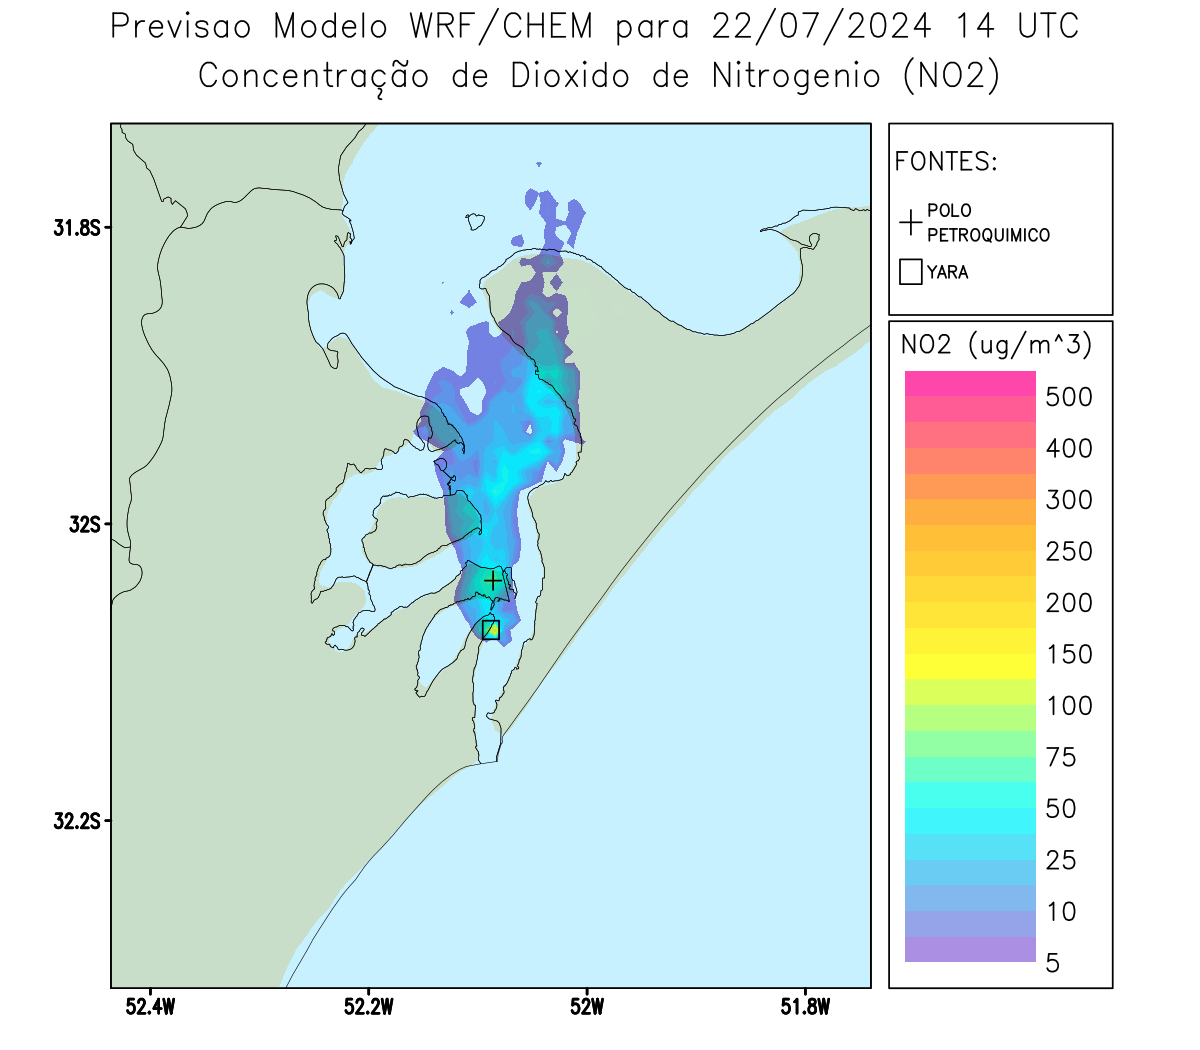 Previsao Modelo WRF/CHEM para 22/07/2024 14 UTC
Concentração de Dioxido de Nitrogenio (NO2)
FONTES:
POLO
PETROQUIMICO
YARA
NO2 (ug/m^3)
500
400
300
250
200
150
100
75
50
25
10
5
31.8S
32S
32.2S
52.4W
52.2W
52W
51.8W